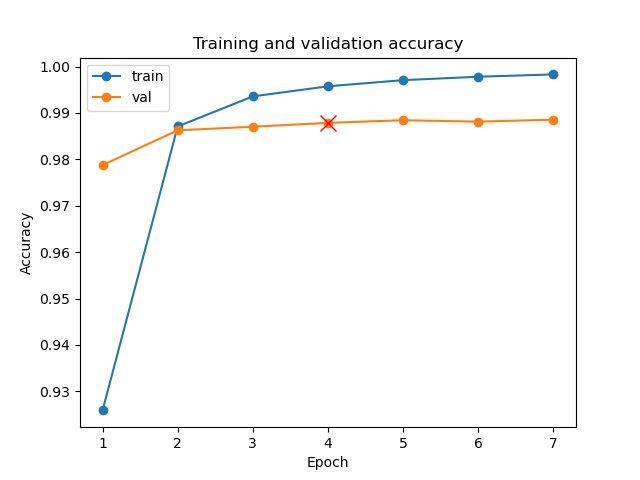 Training and validation accuracy
train
val
1.00
0.99
0.98
0.97
0.96
0.95
0.94
0.93
Accuracy
1 2 3 4 5 6 7
Epoch